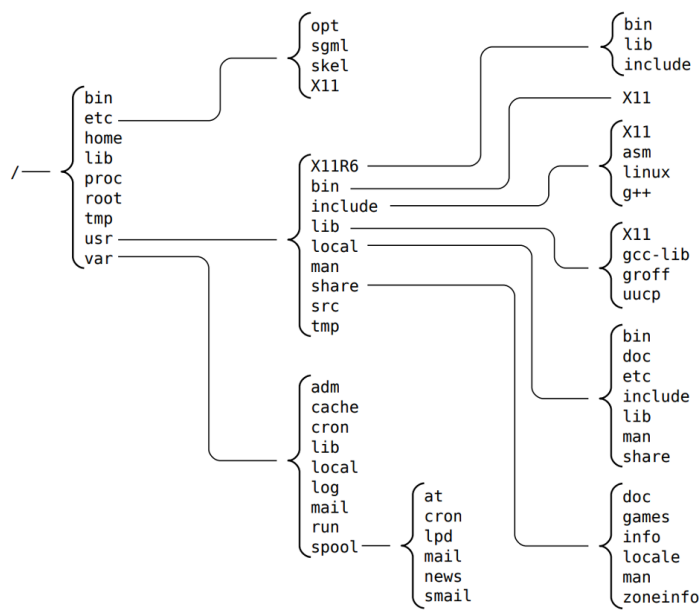 /
bin
etc
home
lib
proc
root
tmp
usr
var
opt
sgml
skel
X11
X11R6
bin
include
lib
local
man
share
src
tmp
adm
cache
cron
lib
local
log
mail
run
spool
at
cron
lpd
mail
news
smail
bin
lib
include
X11
X11
asm
linux
g++
X11
gcc-lib
groff
uucp
bin
doc
etc
include
lib
man
share
doc
games
info
locale
man
zoneinfo